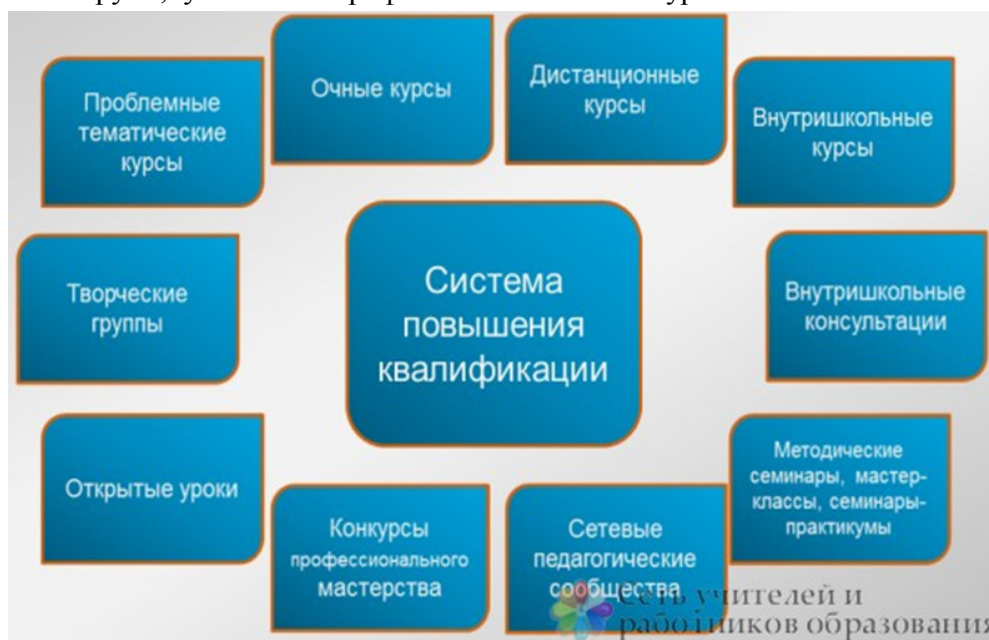 Проблемные
тематические
курсы
Очные курсы
Дистанционные
курсы
Внутришкольные
курсы
Творческие
группы
Система
повышения
квалификации
Внутришкольные
консультации
Открытые уроки
Конкурсы
профессионального
мастерства
Сетевые
педагогические
сообщества
Методические
семинары, мастер-
классы, семинары-
практикумы
Сеть учителей и
работников образования